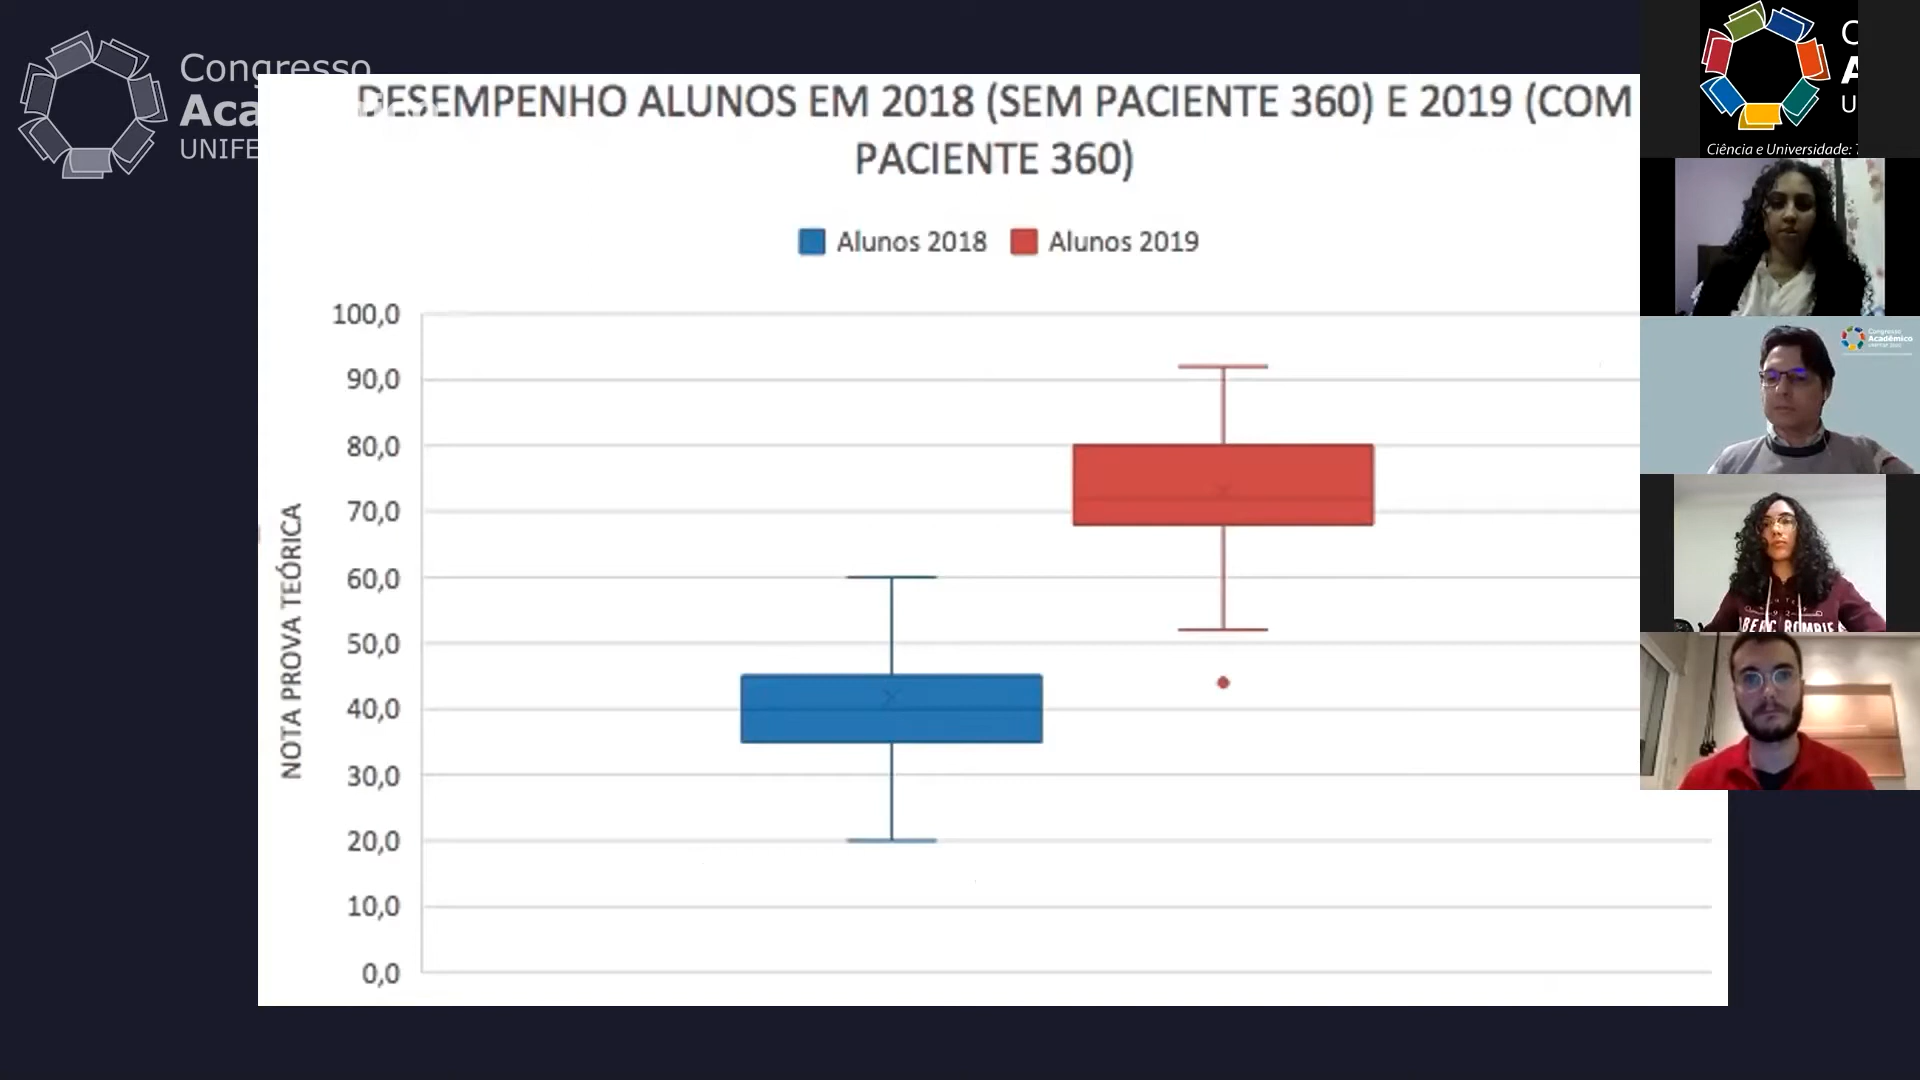 Congresso
Aca
UNIFE
DESEMPENHO ALUNOS EM 2018 (SEM PACIENTE 360) E 2019 (COM
PACIENTE 360)
Alunos 2018
Alunos 2019
100,0
90,0
80,0
70,0
60,0
50,0
40,0
30,0
20,0
10,0
0,0
NOTA PROVA TEÓRICA
C
A
U
Ciência e Universidade:
Congresso
Acadêmico